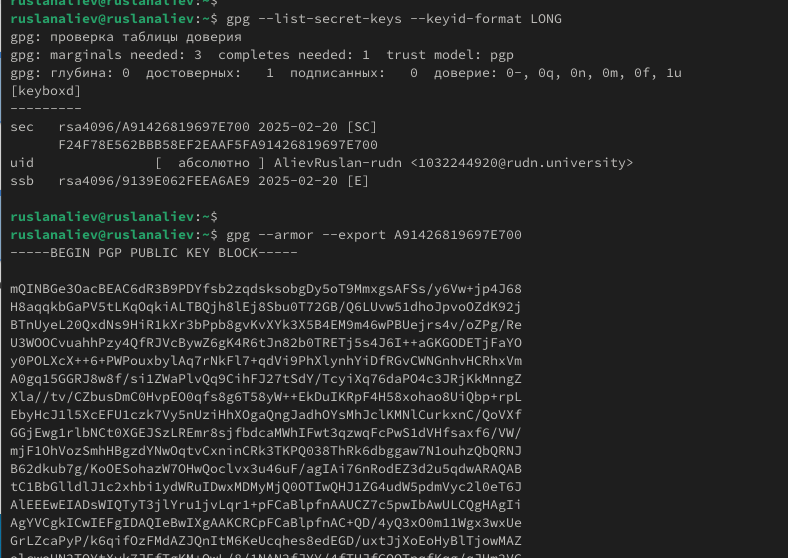 ruslanaliev@ruslanaliev:~$
ruslanaliev@ruslanaliev:~$ gpg --list-secret-keys --keyid-format LONG
gpg: проверка таблицы доверия
gpg: marginals needed: 3  completes needed: 1  trust model: pgp
gpg: глубина: 0  достоверных:   1  подписанных:   0  доверие: 0-, 0q, 0n, 0m, 0f, 1u
[keyboxd]
---------
sec   rsa4096/A91426819697E700 2025-02-20 [SC]
      F24F78E562BBB58EF2EAAF5FA91426819697E700
uid               [  абсолютно ] AlievRuslan-rudn <1032244920@rudn.university>
ssb   rsa4096/9139E062FEEA6AE9 2025-02-20 [E]
ruslanaliev@ruslanaliev:~$
ruslanaliev@ruslanaliev:~$ gpg --armor --export A91426819697E700
-----BEGIN PGP PUBLIC KEY BLOCK-----
mQINBGe3OacBEAC6dR3B9PDYfsb2zqdsksobgDy5oT9MmxgsAFSs/y6Vw+jp4J68
H8aqqkbGaPV5tLKqOqkiALTBQjh8lEj8Sbu0T72GB/Q6LUvw51dhoJpvoOZdK92j
BTnUyeL20QxdNs9HiR1kXr3bPpb8gvKvXYk3X5B4EM9m46wPBUejrs4v/oZPg/Re
U3WOOCvuahhPzy4QfRJVcBywZ6gK4R6tJn82b0TRETj5s4J6I++aGKGODETjFaYO
y0POLXcX++6+PWPouxbylAq7rNkFl7+qdVi9PhXlynhYiDfRGvCWNGnhvHCRhxVm
A0gq15GGRJ8w8f/si1ZWaPlvQq9CihFJ27tSdY/TcyiXq76daPO4c3JRjKkMnngZ
Xla//tv/CZbusDmC0HvpEO0qfs8g6T58yW++EkDuIKRpF4H58xohao8UiQbp+rpL
EbyHcJ1l5XcEFU1czk7Vy5nUziHhXOgaQngJadhOYsMhJclKMNlCurkxnC/QoVXf
GGjEwg1rlbNCt0XGEJSzLREmr8sjfbdcaMWhIFwt3qzwqFcPwS1dVHfsaxf6/VW/
mjF1OhVozSmhHBgzdYNwOqtvCxninCRk3TKPQ038ThRk6dbggaw7N1ouhzQbQRNJ
B62dkub7g/KoOESohazW7OHwQoclvx3u46uF/agIAi76nRodEZ3d2u5qdwARAQAB
tC1BbGlldlJ1c2xhbi1ydWRuIDwxMDMyMjQ0OTIwQHJ1ZG4udW5pdmVyc2l0eT6J
AlEEEwEIADsWIQTyT3jlYru1jvLqr1+pFCaBlpfnAAUCZ7c5pwIbAwULCQgHAgIi
AgYVCgkICwIEFgIDAQIeBwIXgAAKCRCpFCaBlpfnAC+QD/4yQ3xO0m11Wgx3wxUe
GrLZcaPyP/k6qifOzFMdAZJQnItM6KeUcqhes8edEGD/uxtJjXoEoHyBlTjowMAZ